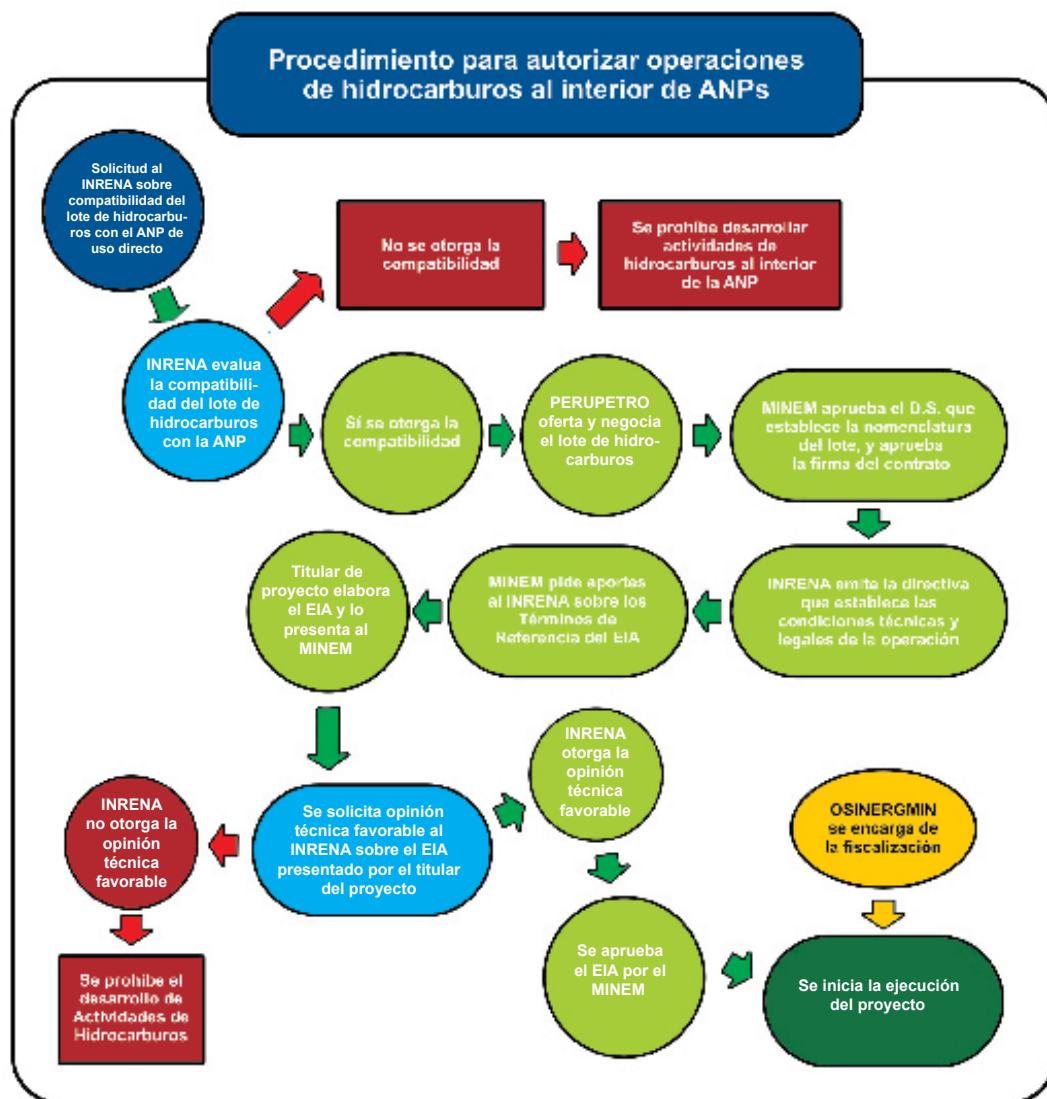 Procedimiento para autorizar operaciones
de hidrocarburos al interior de ANPs
Solicitud al
INRENA sobre
compatibilidad del
lote de hidrocarbu-
ros con el ANP de
uso directo
No se otorga la
compatibilidad
Se prohibe desarrollar
actividades de
hidrocarburos al interior
de la ANP
INRENA evalua
la compatibili-
dad del lote de
hidrocarburos
con la ANP
Sí se otorga la
compatibilidad
PERUPETRO
oferta y negocia
el lote de hidro-
carburos
MINEM aprueba el D.S. que
establece la nomenclatura
del lote, y aprueba
la firma del contrato
INRENA emite la directiva
que establece las
condiciones técnicas y
legales de la operación
MINEM pide aportes
al INRENA sobre los
Términos de
Referencia del EIA
Titular de
proyecto elabora
el EIA y lo
presenta al
MINEM
Se solicita opinión
técnica favorable al
INRENA sobre el EIA
presentado por el titular
del proyecto
INRENA
no otorga la
opinión
técnica
favorable
Se prohibe el
desarrollo de
Actividades de
Hidrocarburos
INRENA
otorga la
opinión
técnica
favorable
Se aprueba
el EIA por el
MINEM
OSINERGMIN
se encarga de
la fiscalización
Se inicia la ejecución
del proyecto